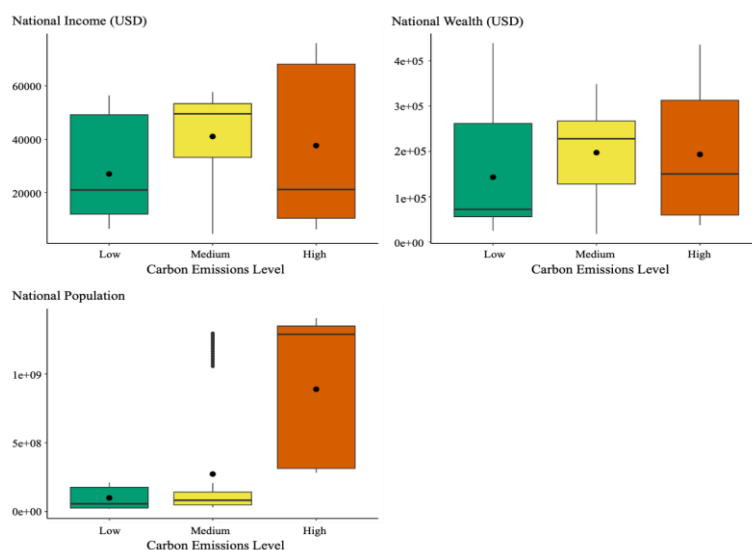 National Income (USD)
60000
40000
20000
Low Medium High
Carbon Emissions Level
National Wealth (USD)
4e+05
3e+05
2e+05
1e+05
0e+00
Low Medium High
Carbon Emissions Level
National Population
1e+09
5e+08
0e+00
Low Medium High
Carbon Emissions Level